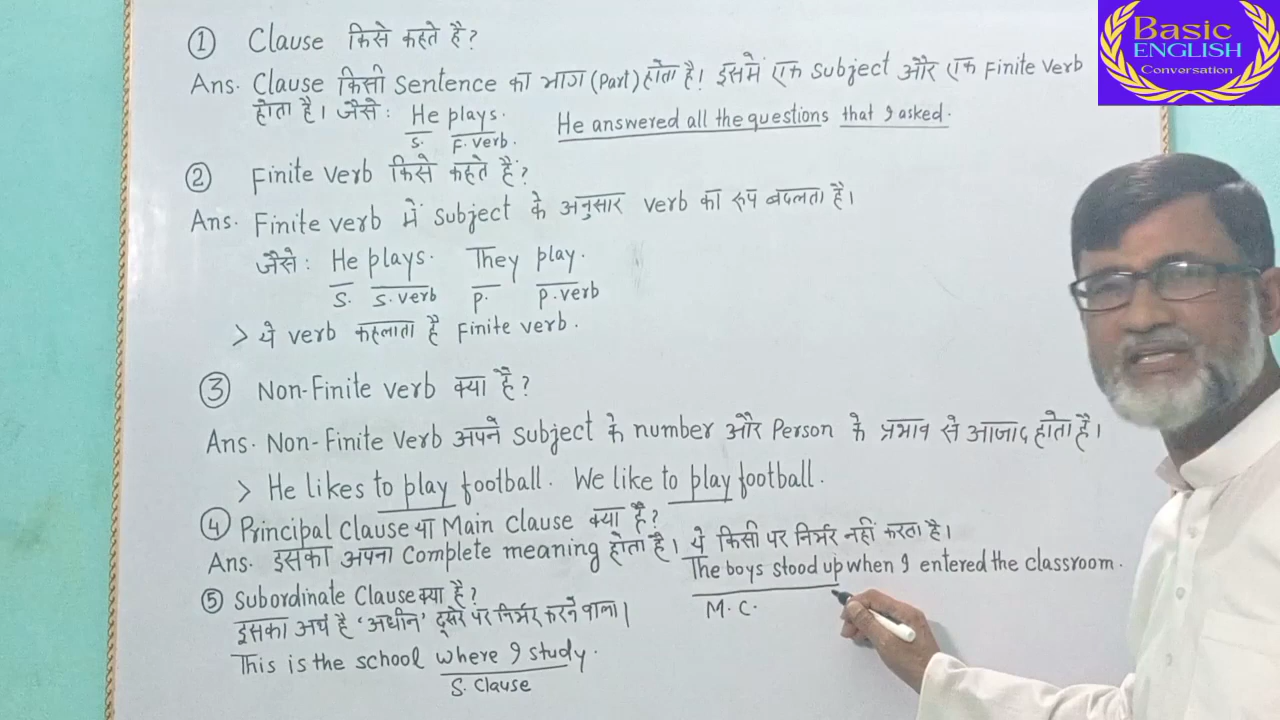 Basic
ENGLISH
Conversation
① Clause किसे कहते है?
Ans. Clause किसी Sentence का भाग (Part) होता है। इसमें एक Subject और एक Finite verb
होता है। जैसे: He plays. He answered all the questions that I asked.
S. F. verb.
② Finite verb किसे कहते है?
Ans. Finite verb में Subject के अनुसार verb का रूप बदलता है।
जैसे: He plays. They play.
S. S. verb P. P. verb
> ये verb कहलाता है Finite verb.
③ Non-Finite verb क्या है?
Ans. Non-Finite verb अपने Subject के number और Person के प्रभाव से आजाद होता है।
> He likes to play football. We like to play football.
④ Principal Clause या Main Clause क्या है?
Ans. इसका अपना Complete meaning होता है। ये किसी पर निर्भर नहीं करता है।
The boys stood up when I entered the classroom.
M. C.
⑤ Subordinate Clause क्या है?
इसका अर्थ है 'अधीन' दूसरे पर निर्भर करने वाला।
This is the school where I study.
S. Clause